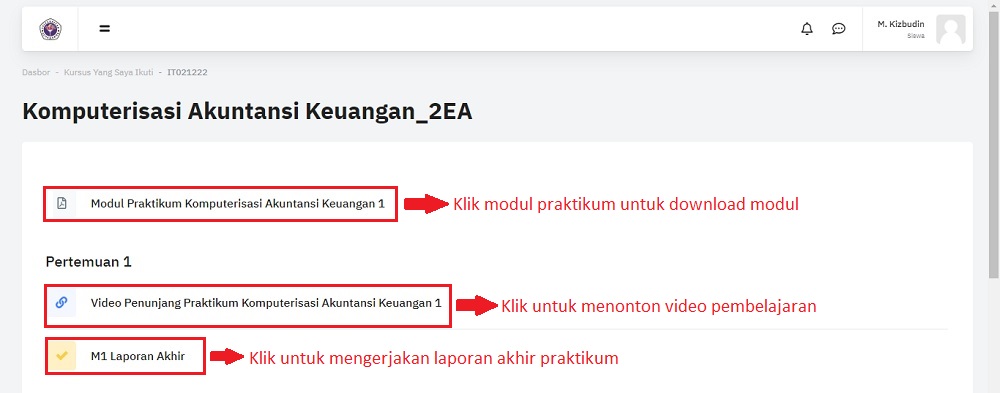 M. Kizbudin
Siswa
Dasbor - Kursus Yang Saya Ikuti - IT021222
Komputerisasi Akuntansi Keuangan_2EA
Modul Praktikum Komputerisasi Akuntansi Keuangan 1
Klik modul praktikum untuk download modul
Pertemuan 1
Video Penunjang Praktikum Komputerisasi Akuntansi Keuangan 1
Klik untuk menonton video pembelajaran
M1 Laporan Akhir
Klik untuk mengerjakan laporan akhir praktikum